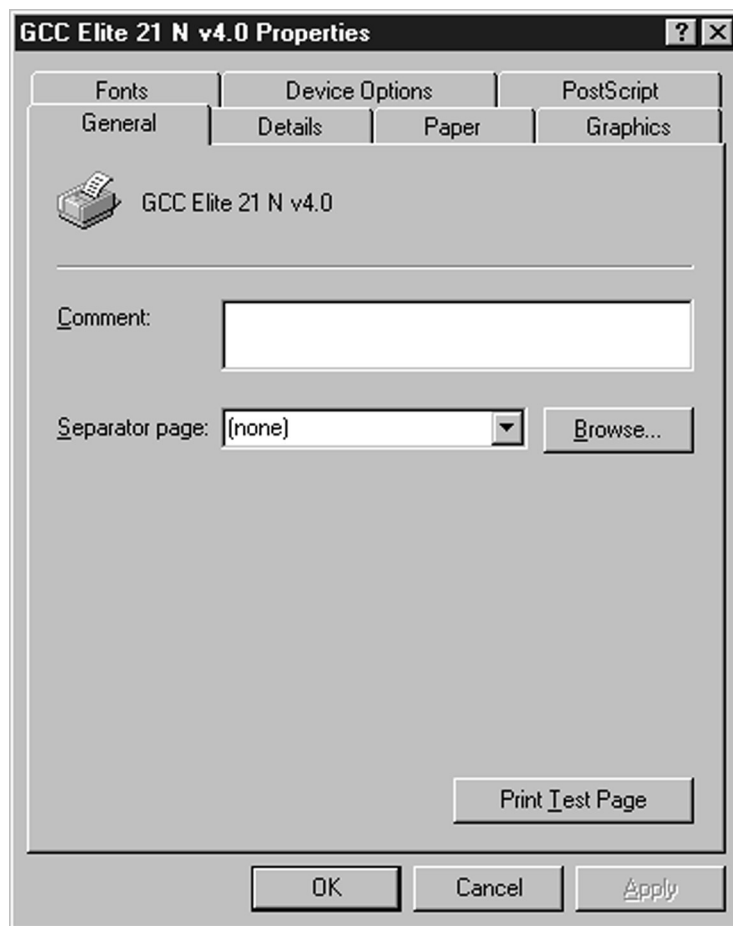 GCC Elite 21 N v4.0 Properties ? X
Fonts Device Options PostScript
General Details Paper Graphics
GCC Elite 21 N v4.0
Comment:
Separator page: (none) Browse...
Print Test Page
OK Cancel Apply